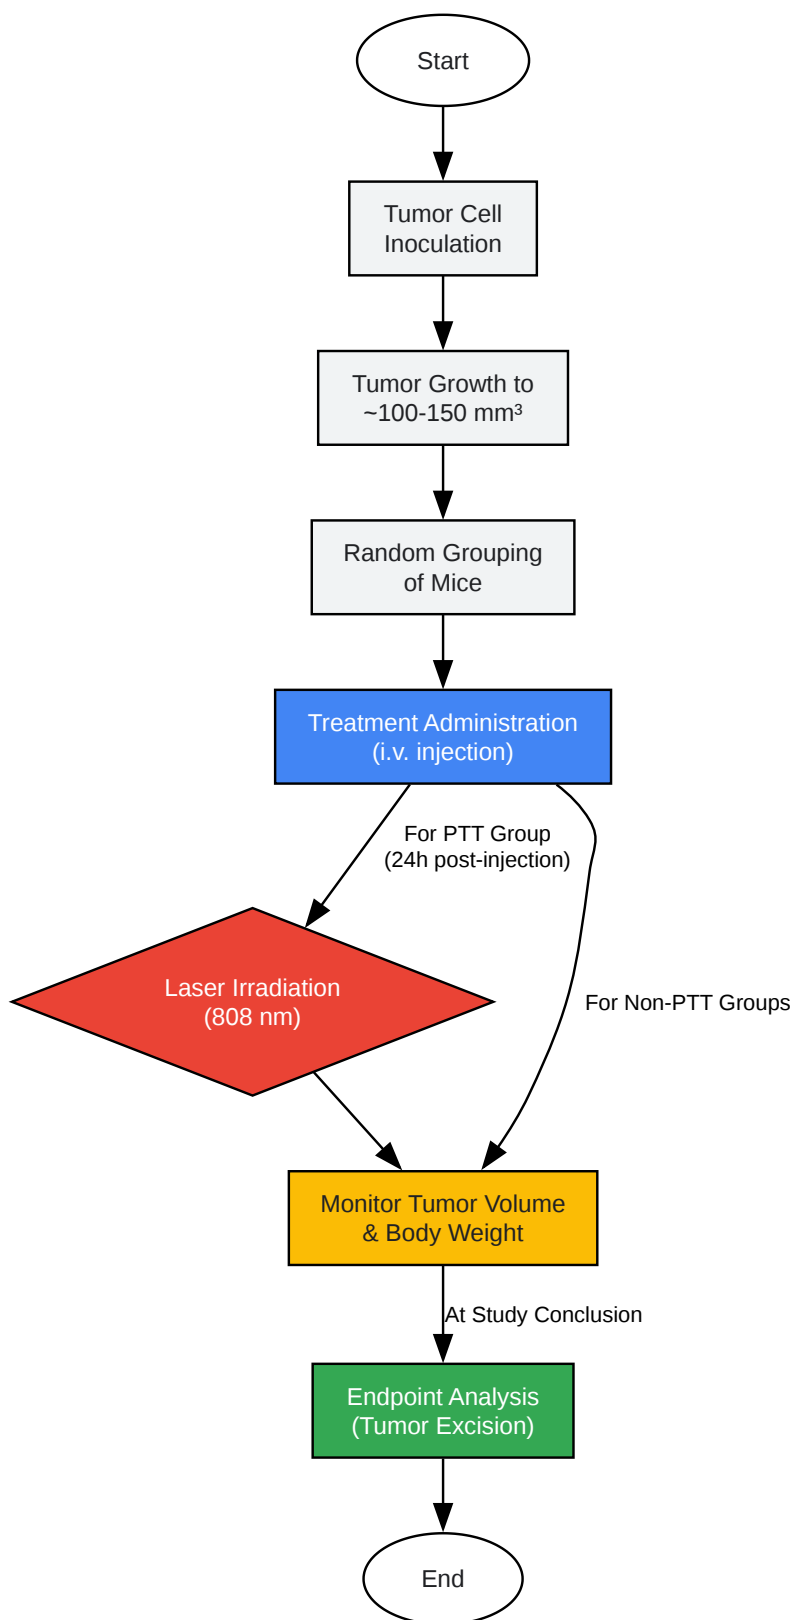 Start
Tumor Cell
Inoculation
Tumor Growth to
~100-150 mm³
Random Grouping
of Mice
Treatment Administration
(i.v. injection)
For PTT Group
(24h post-injection)
Laser Irradiation
(808 nm)
For Non-PTT Groups
Monitor Tumor Volume
& Body Weight
At Study Conclusion
Endpoint Analysis
(Tumor Excision)
End